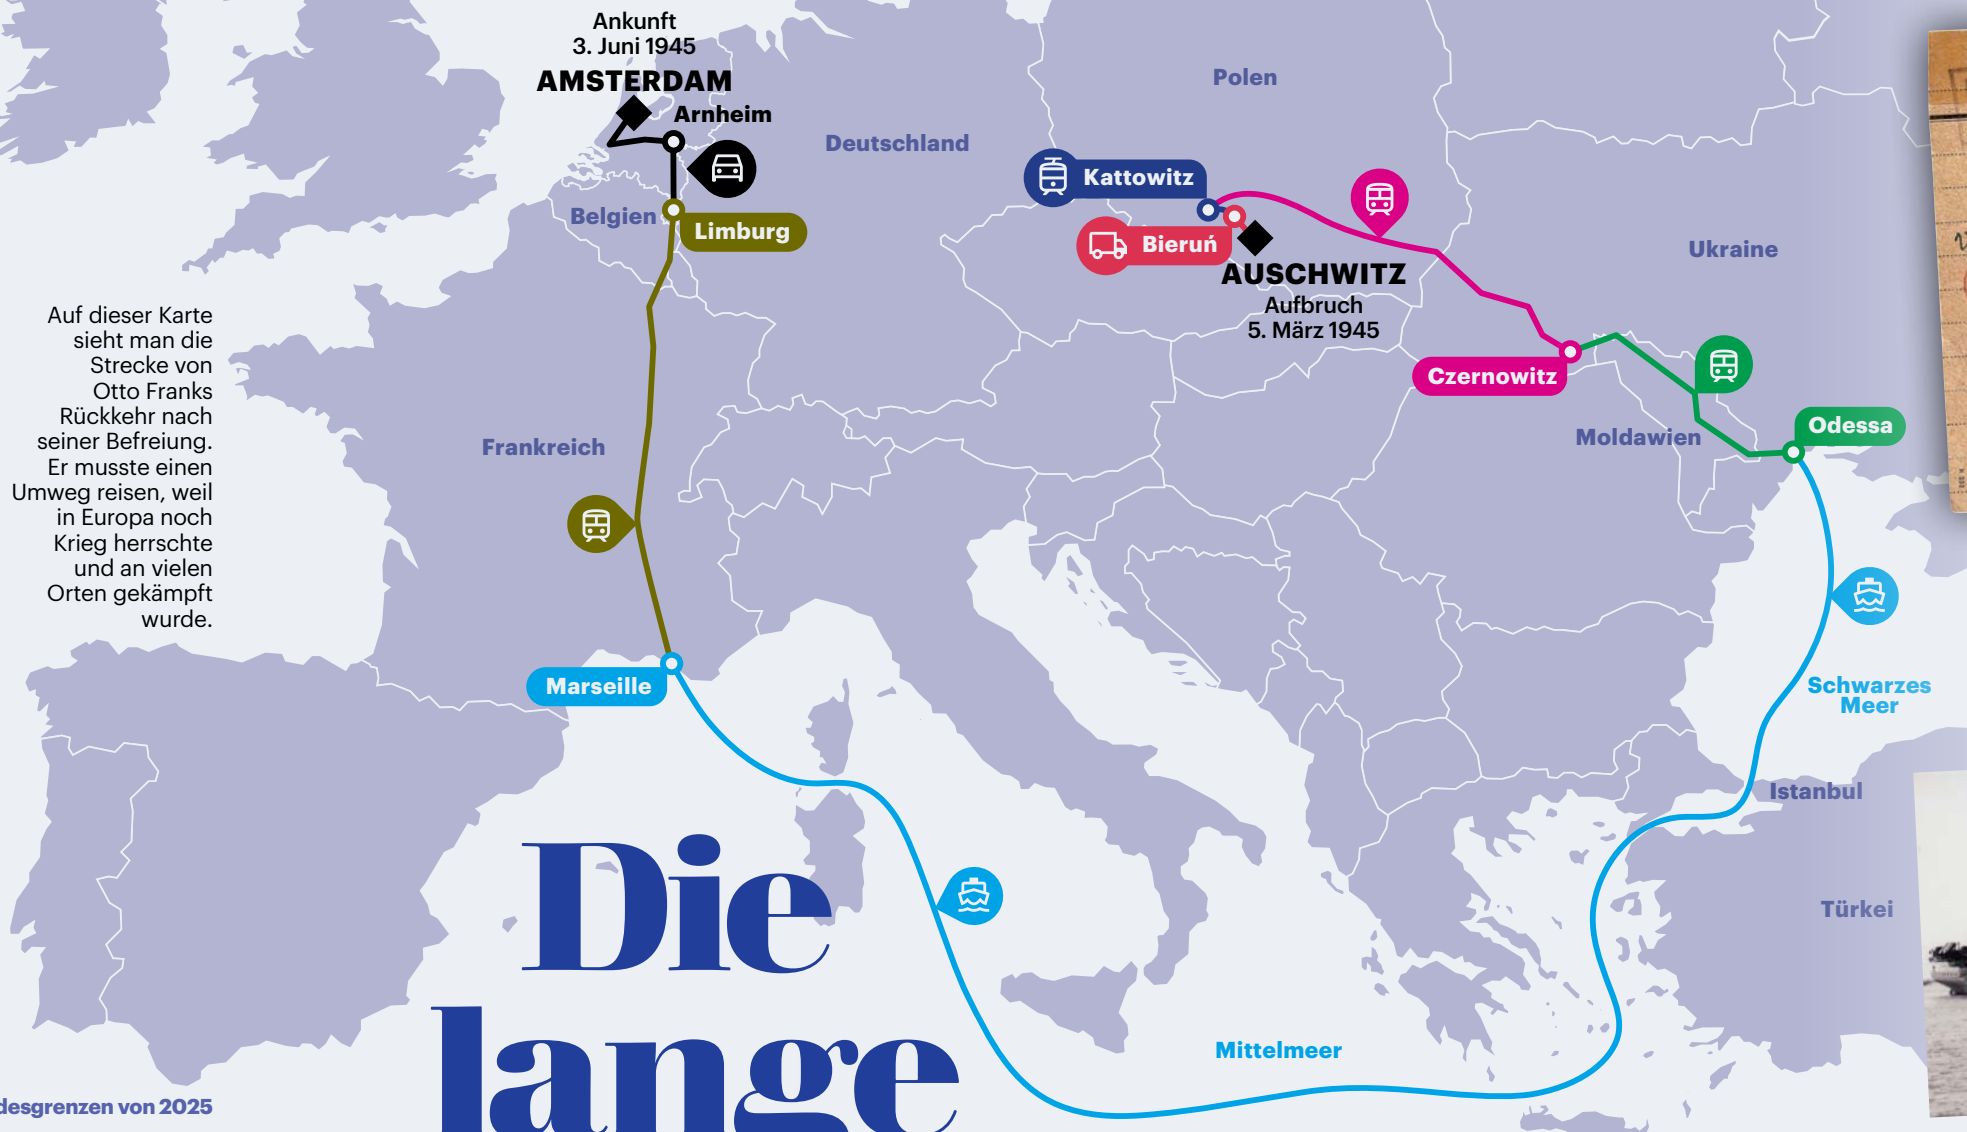 Ankunft
3. Juni 1945
AMSTERDAM
Arnheim
Polen
Deutschland
Kattowitz
Belgien
Limburg
Bieruń
AUSCHWITZ
Aufbruch
5. März 1945
Ukraine
Auf dieser Karte
sieht man die
Strecke von
Otto Franks
Rückkehr nach
seiner Befreiung.
Er musste einen
Umweg reisen, weil
in Europa noch
Krieg herrschte
und an vielen
Orten gekämpft
wurde.
Czernowitz
Odessa
Moldawien
Frankreich
Marseille
Schwarzes
Meer
Istanbul
Türkei
Mittelmeer
Die
lange
desgrenzen von 2025